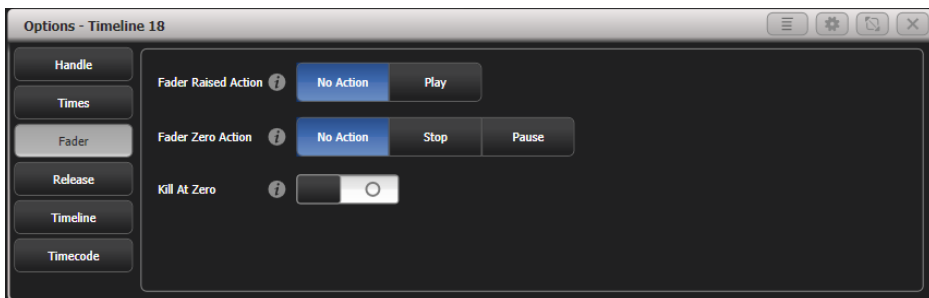 Options - Timeline 18
Handle
Times
Fader
Release
Timeline
Timecode
Fader Raised Action No Action Play
Fader Zero Action No Action Stop Pause
Kill At Zero